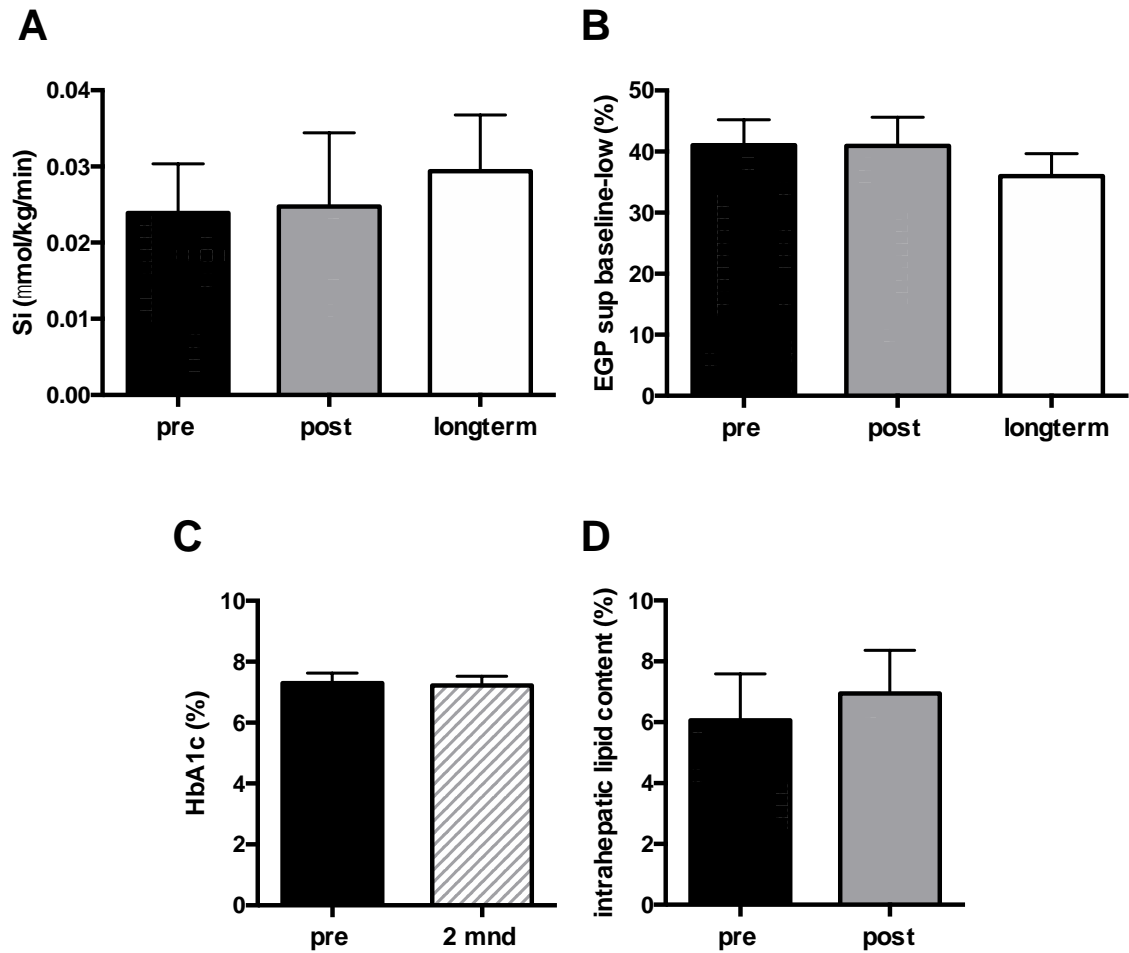 A
Si (mmol/kg/min)
0.04
0.03
0.02
0.01
0.00
pre post longterm
B
EGP sup baseline-low (%)
50
40
30
20
10
0
pre post longterm
C
HbA1c (%)
10
8
6
4
2
0
pre 2 mnd
D
intrahepatic lipid content (%)
10
8
6
4
2
0
pre post